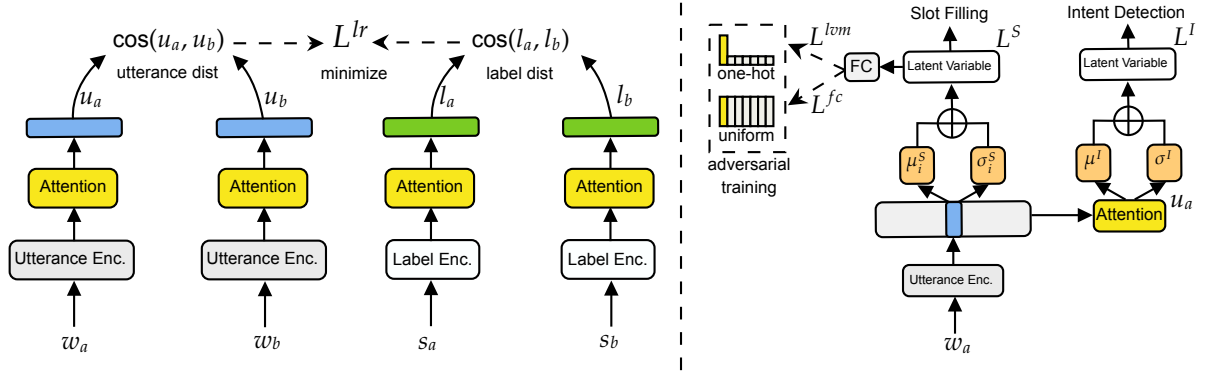 cos(u_a, u_b)
L^{lr}
cos(l_a, l_b)
utterance dist
minimize
label dist
u_a
u_b
l_a
l_b
Attention
Attention
Attention
Attention
Utterance Enc.
Utterance Enc.
Label Enc.
Label Enc.
w_a
w_b
s_a
s_b
Slot Filling
Intent Detection
L^{lvm}
L^S
L^I
one-hot
FC
Latent Variable
Latent Variable
L^{fc}
uniform
adversarial
training
μ_i^S
σ_i^S
μ^I
σ^I
u_a
Attention
Utterance Enc.
w_a